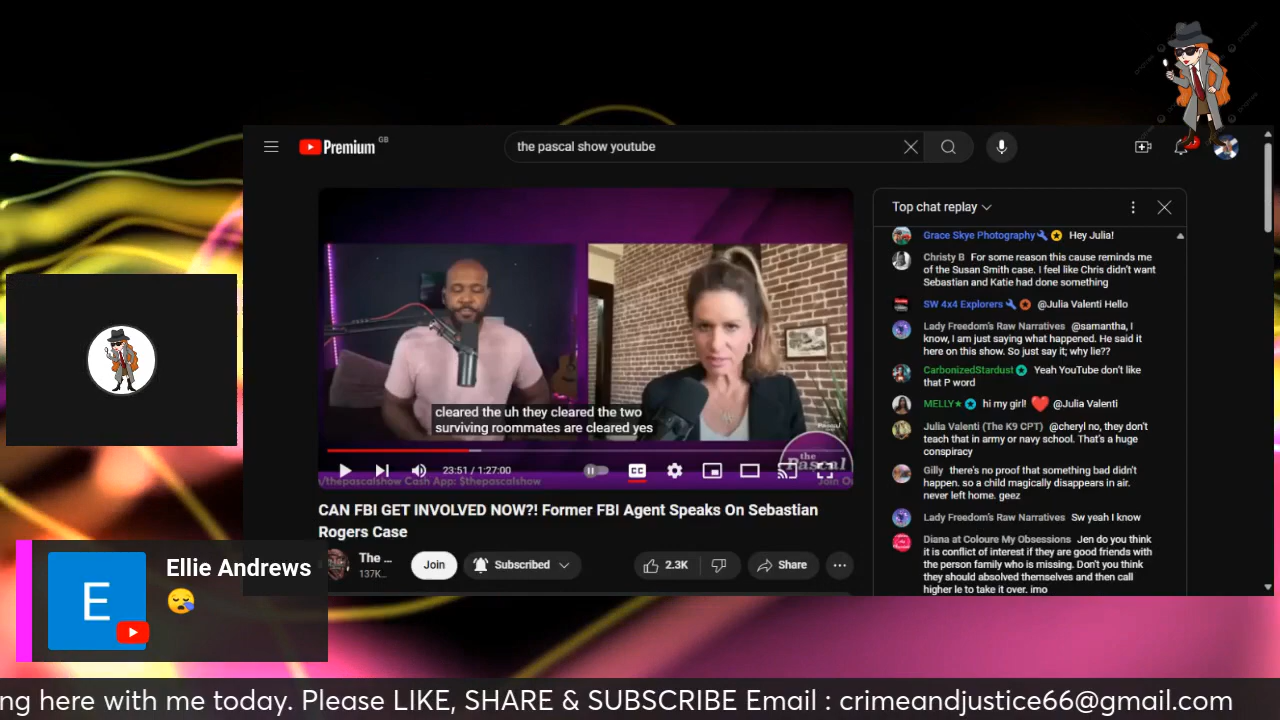 Premium GB
the pascal show youtube
cleared the uh they cleared the two
surviving roommates are cleared yes
the
Pascal
23:51 / 1:27:00
CC
/thepascalshow Cash App: $thepascalshow
Join O
CAN FBI GET INVOLVED NOW?! Former FBI Agent Speaks On Sebastian
Rogers Case
The ...
137K...
Join
Subscribed
2.3K
Share
Top chat replay
Grace Skye Photography Hey Julia!
Christy B For some reason this cause reminds me
of the Susan Smith case. I feel like Chris didn't want
Sebastian and Katie had done something
SW 4x4 Explorers @Julia Valenti Hello
Lady Freedom's Raw Narratives @samantha, I
know, I am just saying what happened. He said it
here on this show. So just say it; why lie??
CarbonizedStardust Yeah YouTube don't like
that P word
MELLY★ hi my girl! ❤️ @Julia Valenti
Julia Valenti (The K9 CPT) @cheryl no, they don't
teach that in army or navy school. That's a huge
conspiracy
Gilly there's no proof that something bad didn't
happen. so a child magically disappears in air.
never left home. geez
Lady Freedom's Raw Narratives Sw yeah I know
Diana at Coloure My Obsessions Jen do you think
it is conflict of interest if they are good friends with
the person family who is missing. Don't you think
they should absolved themselves and then call
higher le to take it over. imo
E
Ellie Andrews
😪
ng here with me today. Please LIKE, SHARE & SUBSCRIBE Email : crimeandjustice66@gmail.com